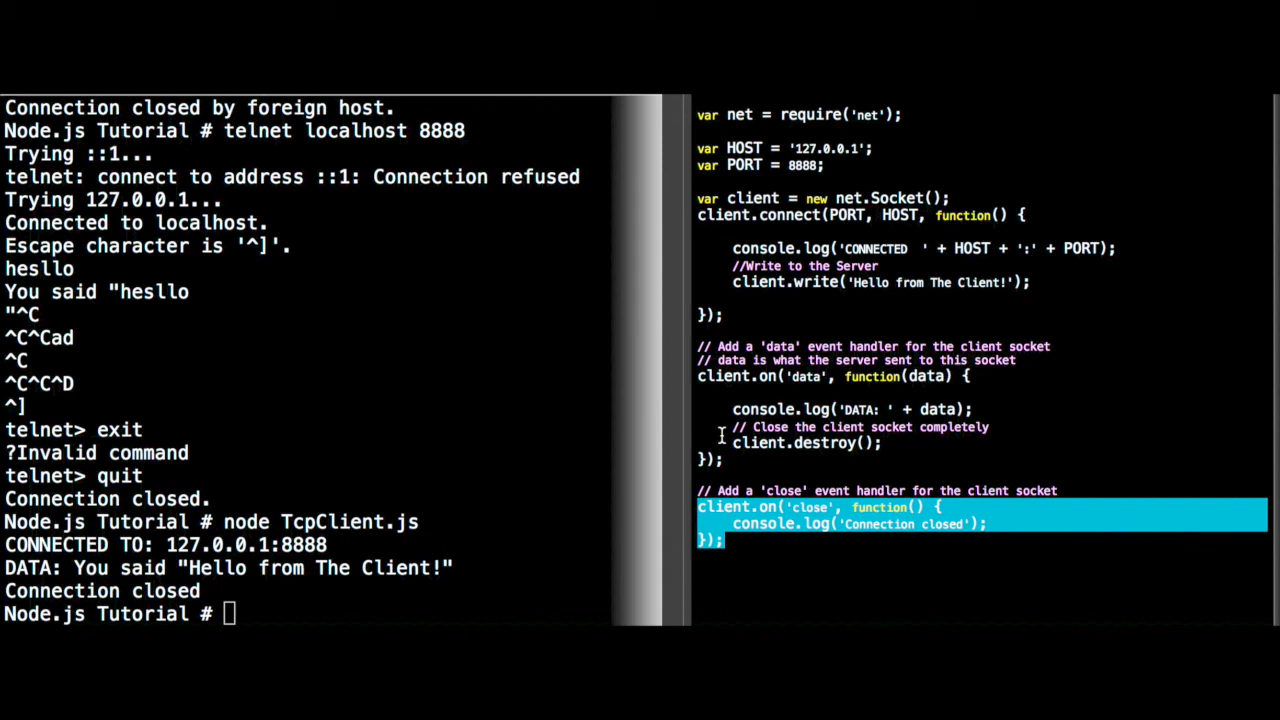 Connection closed by foreign host.
Node.js Tutorial # telnet localhost 8888
Trying ::1...
telnet: connect to address ::1: Connection refused
Trying 127.0.0.1...
Connected to localhost.
Escape character is '^]'.
hesllo
You said "hesllo
"^C
^C^Cad
^C
^C^C^D
^]
telnet> exit
?Invalid command
telnet> quit
Connection closed.
Node.js Tutorial # node TcpClient.js
CONNECTED TO: 127.0.0.1:8888
DATA: You said "Hello from The Client!"
Connection closed
Node.js Tutorial #
var net = require('net');
var HOST = '127.0.0.1';
var PORT = 8888;
var client = new net.Socket();
client.connect(PORT, HOST, function() {
console.log('CONNECTED ' + HOST + ':' + PORT);
//Write to the Server
client.write('Hello from The Client!');
});
// Add a 'data' event handler for the client socket
// data is what the server sent to this socket
client.on('data', function(data) {
console.log('DATA: ' + data);
// Close the client socket completely
client.destroy();
});
// Add a 'close' event handler for the client socket
client.on('close', function() {
console.log('Connection closed');
});